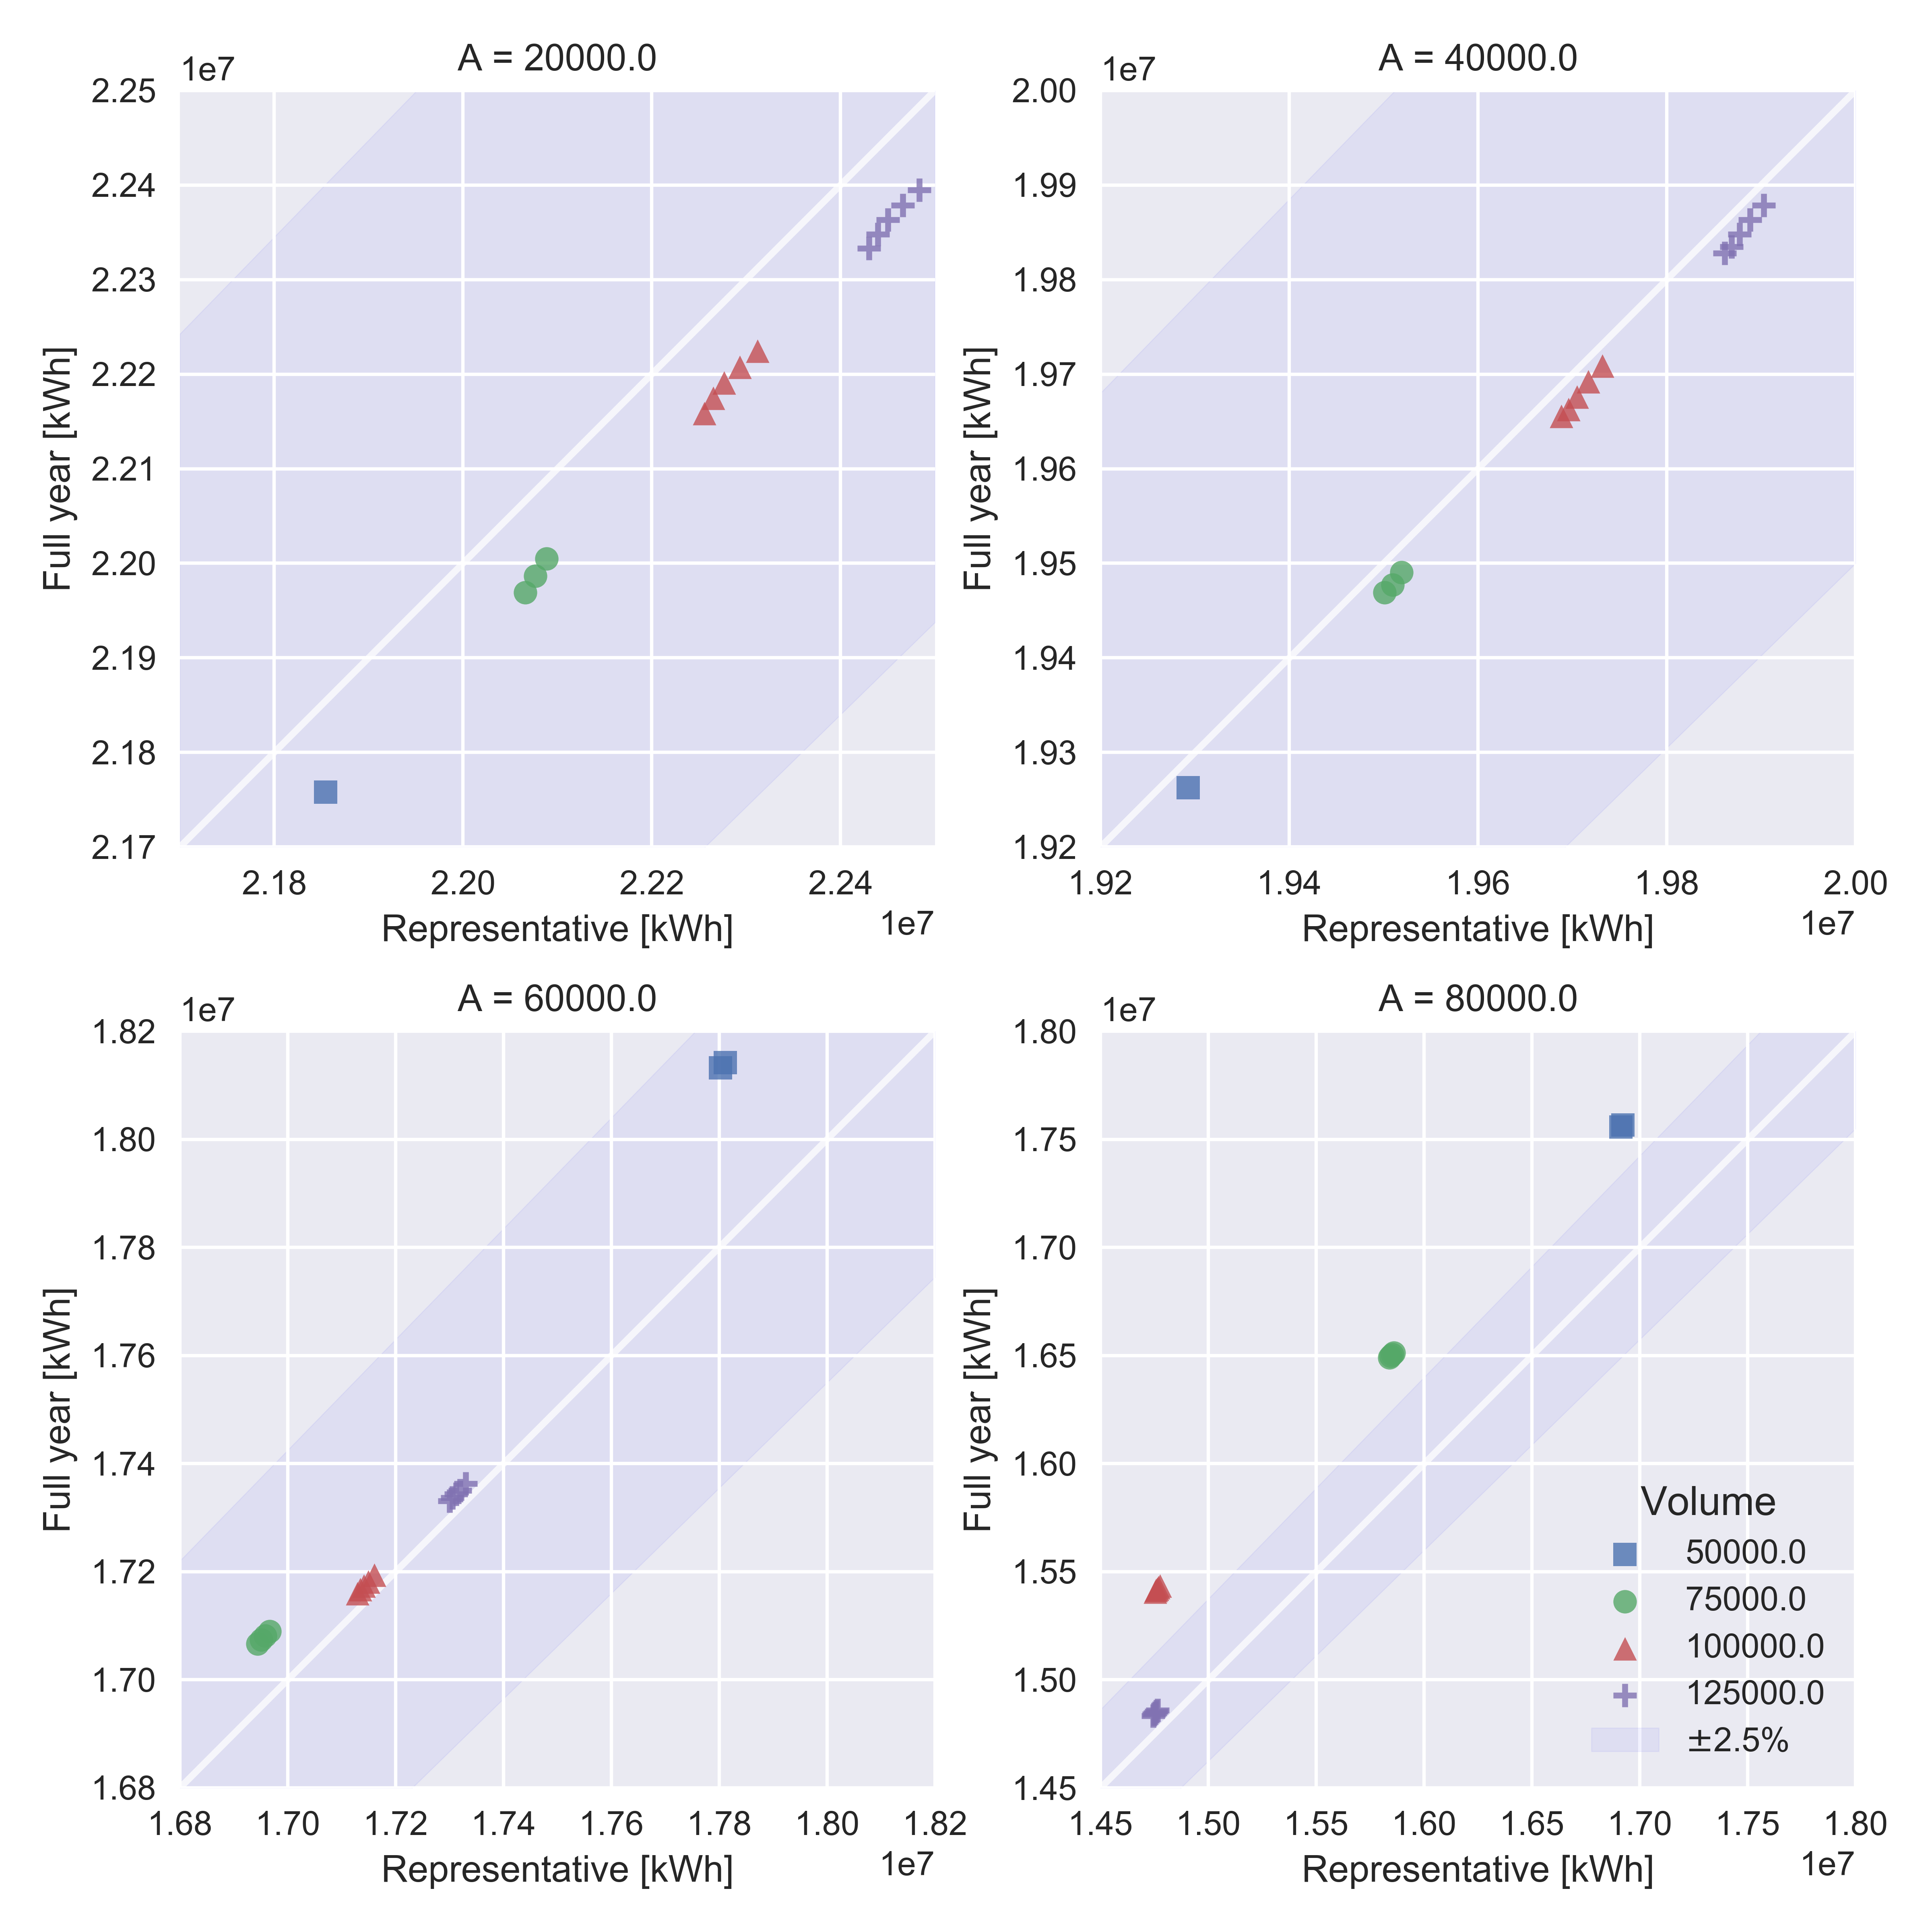 A = 20000.0
1e7
2.25
2.24
2.23
2.22
2.21
2.20
2.19
2.18
2.17
Full year [kWh]
2.18 2.20 2.22 2.24
Representative [kWh]
1e7
A = 40000.0
1e7
2.00
1.99
1.98
1.97
1.96
1.95
1.94
1.93
1.92
Full year [kWh]
1.92 1.94 1.96 1.98 2.00
Representative [kWh]
1e7
A = 60000.0
1e7
1.82
1.80
1.78
1.76
1.74
1.72
1.70
1.68
Full year [kWh]
1.68 1.70 1.72 1.74 1.76 1.78 1.80 1.82
Representative [kWh]
1e7
A = 80000.0
1e7
1.80
1.75
1.70
1.65
1.60
1.55
1.50
1.45
Full year [kWh]
Volume
50000.0
75000.0
100000.0
125000.0
±2.5%
1.45 1.50 1.55 1.60 1.65 1.70 1.75 1.80
Representative [kWh]
1e7